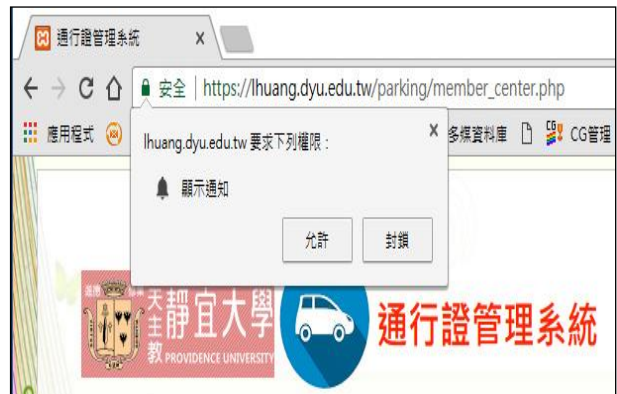 通行證管理系統
安全 | https://lhuang.dyu.edu.tw/parking/member_center.php
應用程式
多媒資料庫
CG管理
lhuang.dyu.edu.tw 要求下列權限：
顯示通知
允許 封鎖
天主教 靜宜大學
PROVIDENCE UNIVERSITY
通行證管理系統